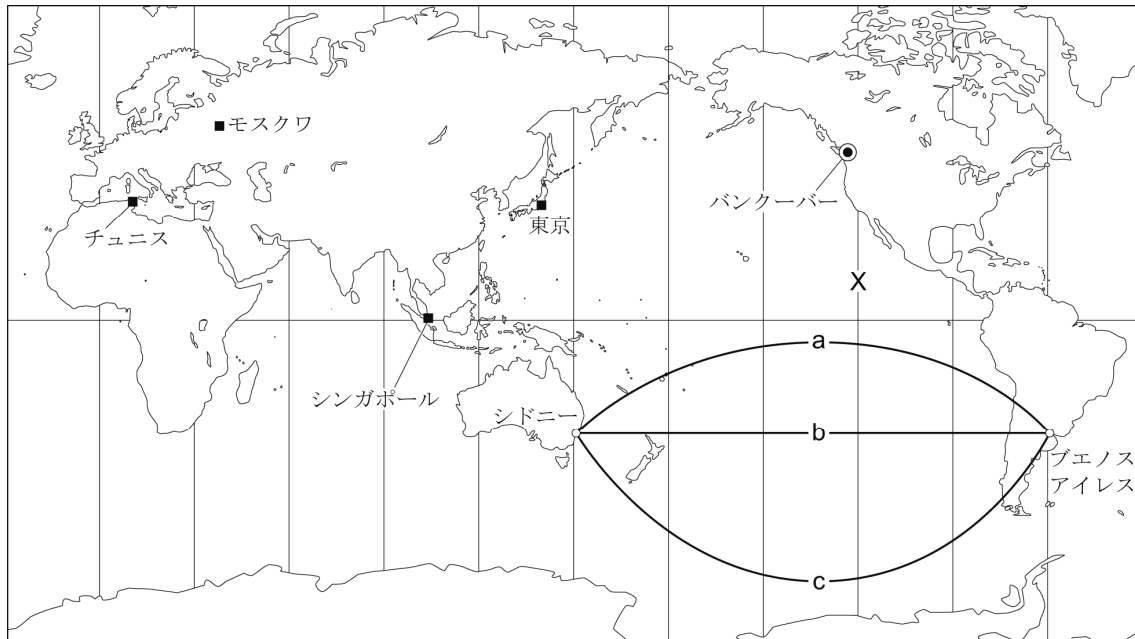 モスクワ
バンクーバー
チュニス
東京
X
シンガポール
a
シドニー
b
ブエノス
アイレス
c